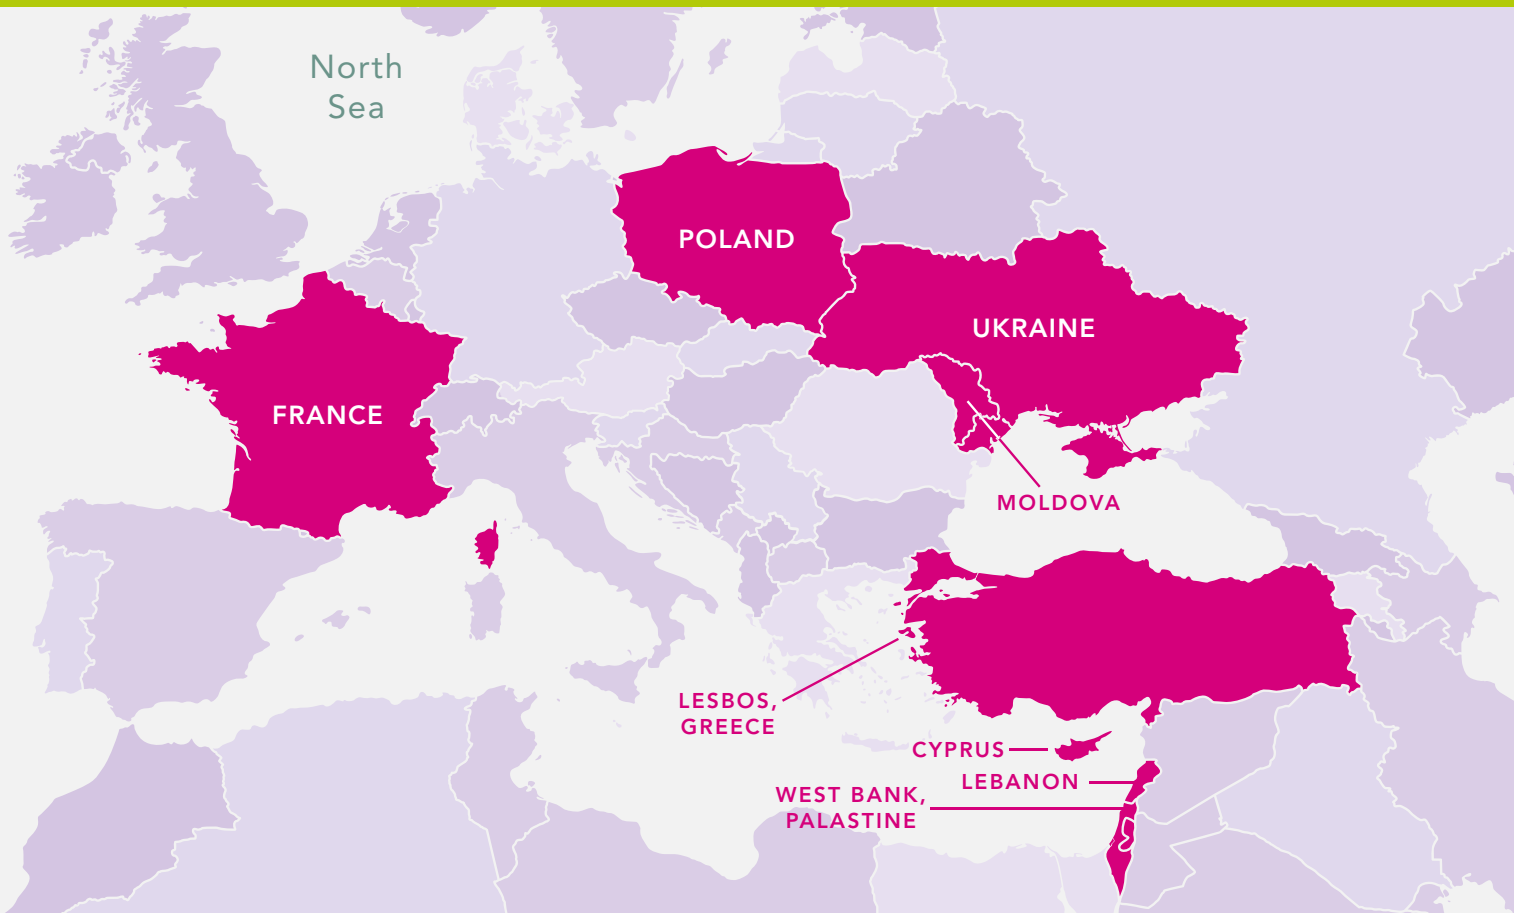 North
Sea
POLAND
UKRAINE
FRANCE
MOLDOVA
LESBOS,
GREECE
CYPRUS
LEBANON
WEST BANK,
PALASTINE